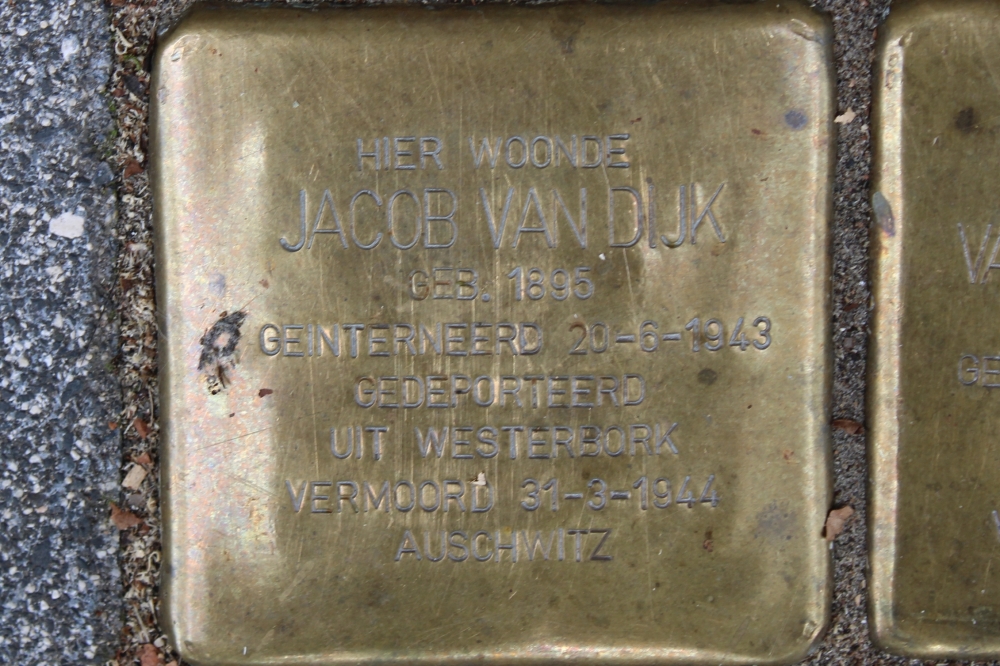 HIER WOONDE
JACOB VAN DIJK
GEB. 1895
GEINTERNEERD 20-6-1943
GEDEPORTEERD
UIT WESTERBORK
VERMOORD 31-3-1944
AUSCHWITZ